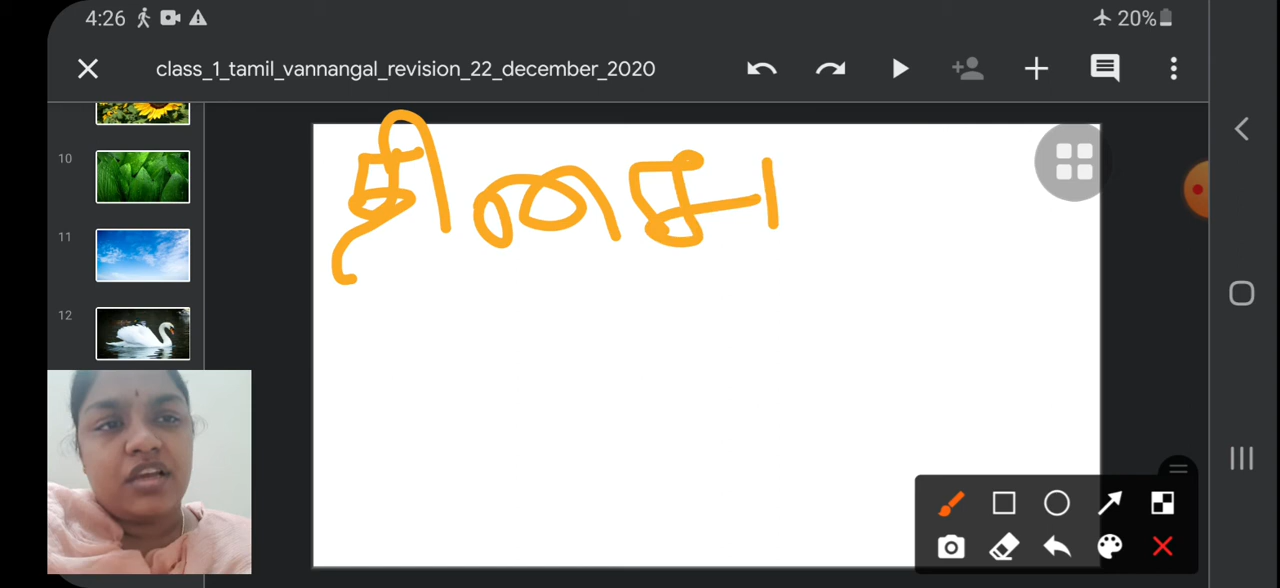 4:26 20%
class_1_tamil_vannangal_revision_22_december_2020
10
11
12
திசை